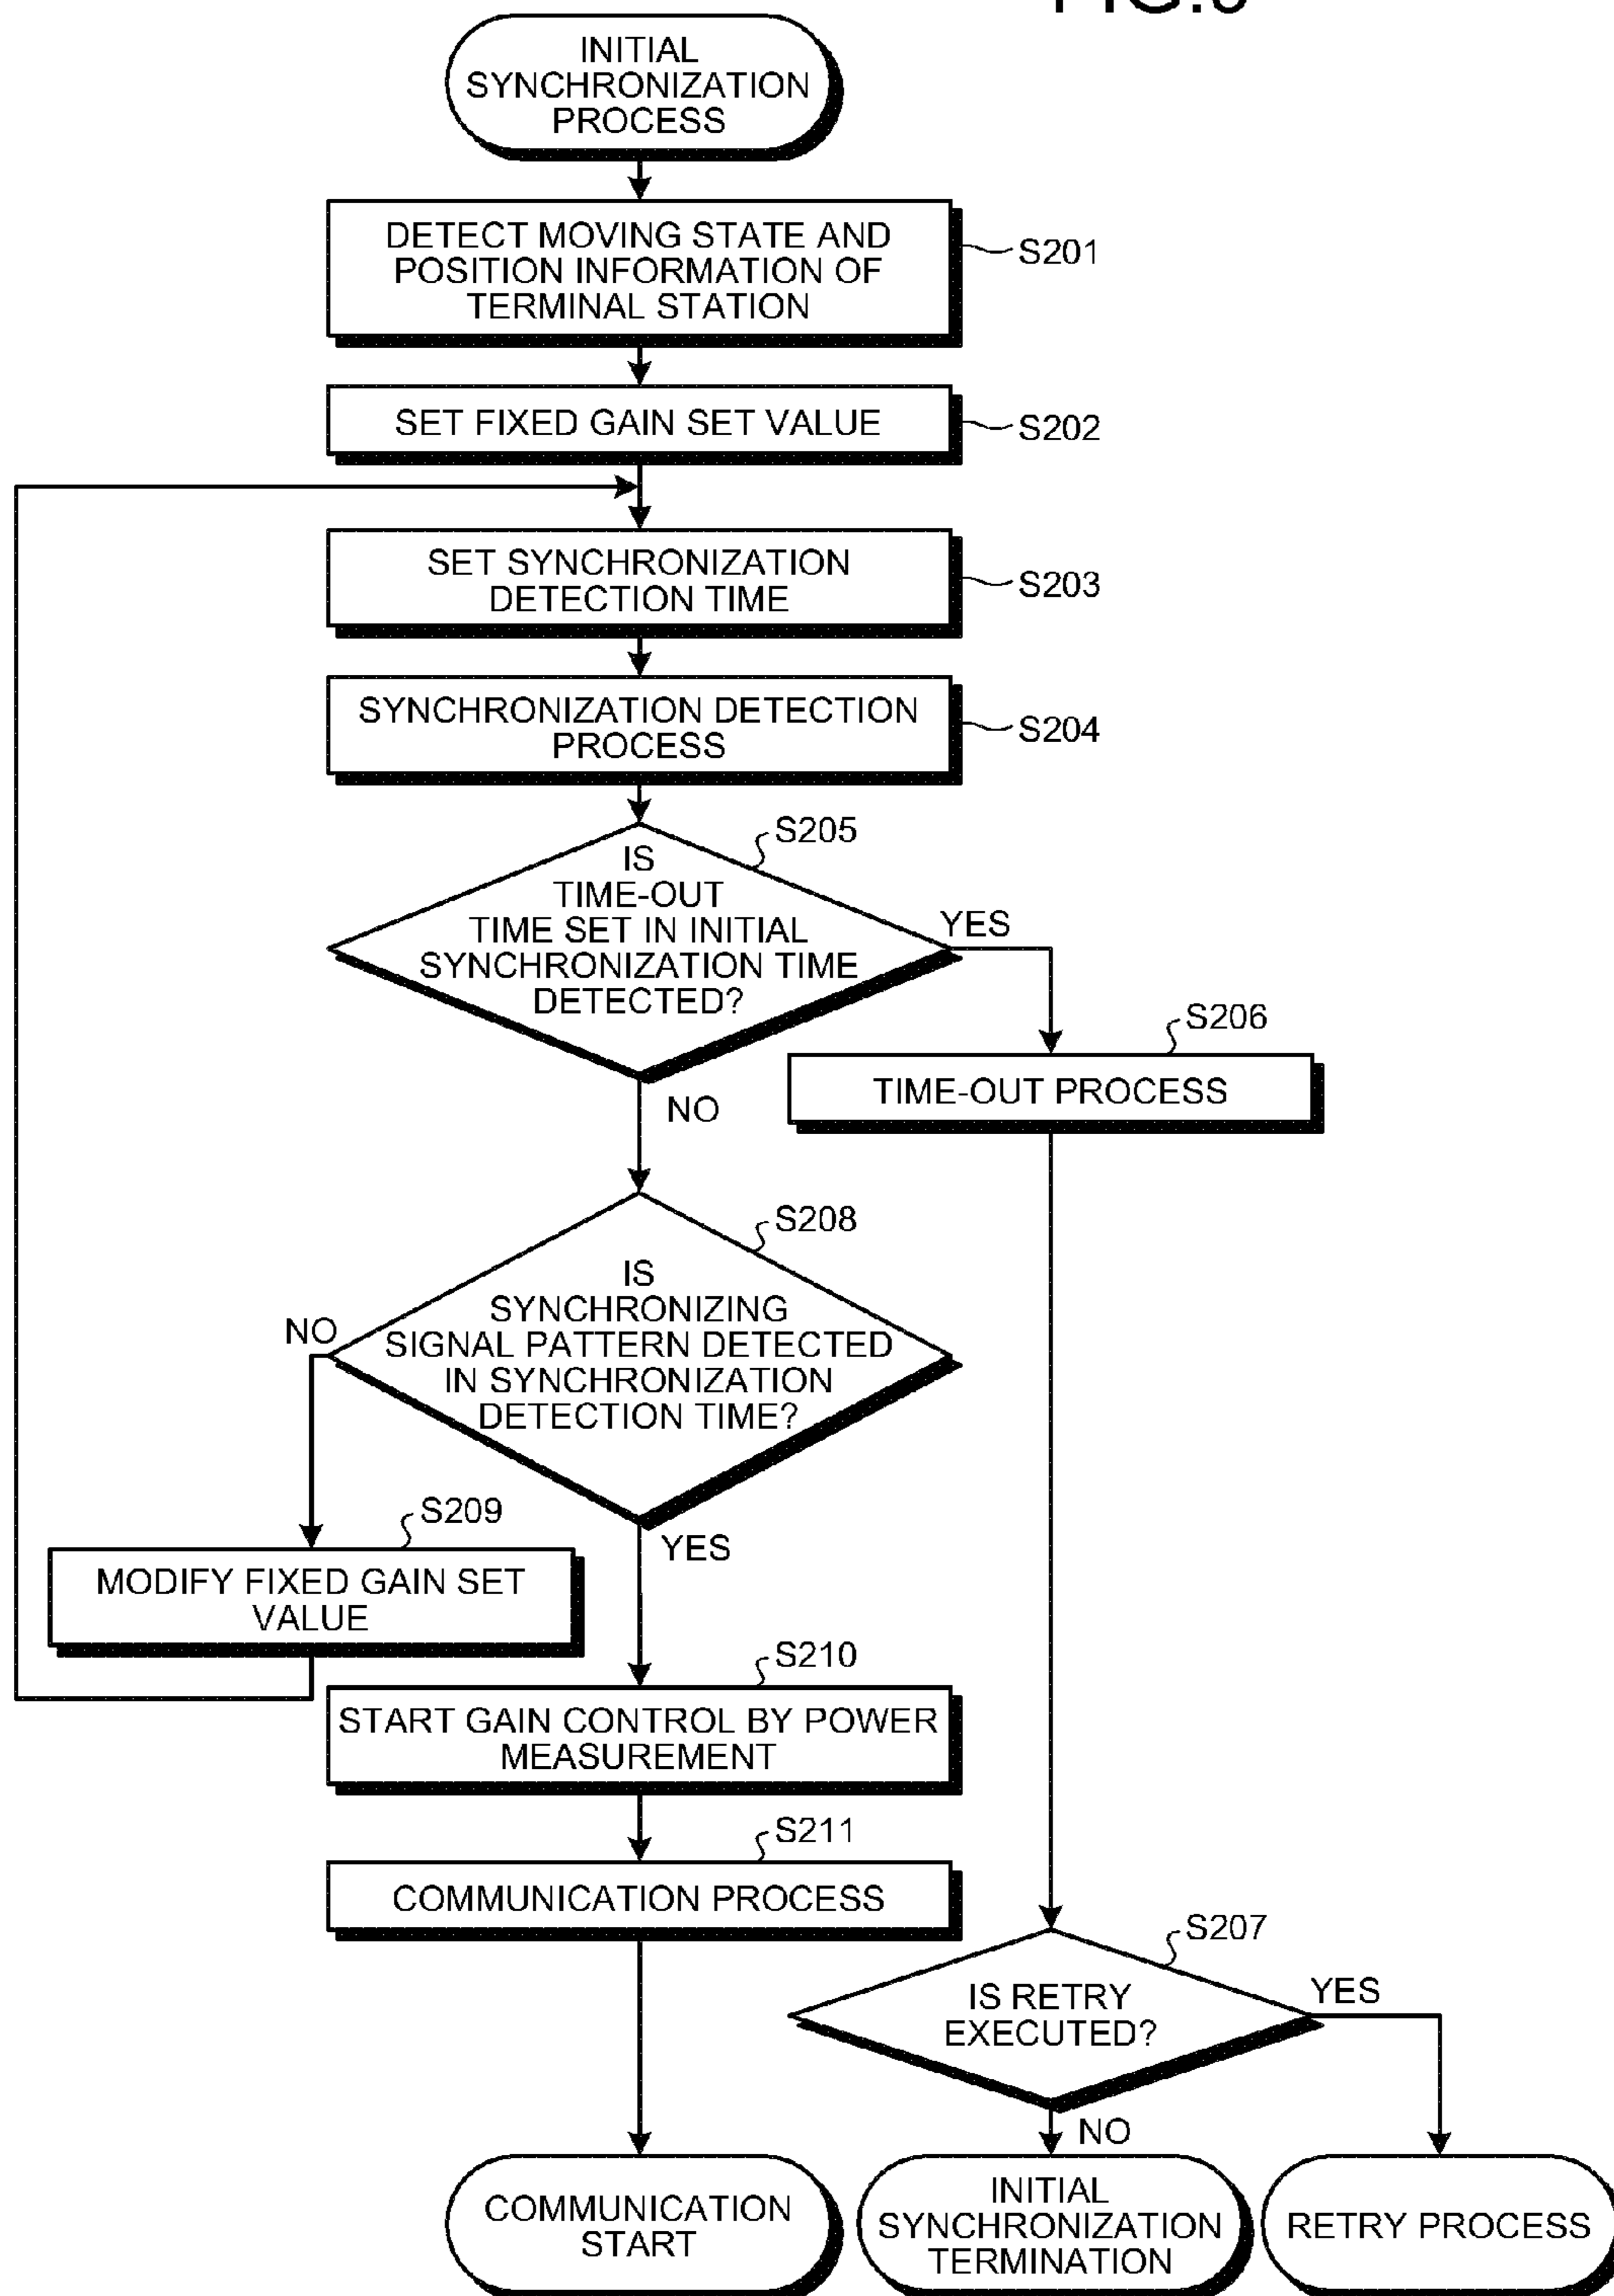 INITIAL
SYNCHRONIZATION
PROCESS
DETECT MOVING STATE AND
POSITION INFORMATION OF
TERMINAL STATION
S201
SET FIXED GAIN SET VALUE
S202
SET SYNCHRONIZATION
DETECTION TIME
S203
SYNCHRONIZATION DETECTION
PROCESS
S204
S205
IS
TIME-OUT
TIME SET IN INITIAL
SYNCHRONIZATION TIME
DETECTED?
YES
NO
S206
TIME-OUT PROCESS
S208
IS
SYNCHRONIZING
SIGNAL PATTERN DETECTED
IN SYNCHRONIZATION
DETECTION TIME?
NO
YES
S209
MODIFY FIXED GAIN SET
VALUE
S210
START GAIN CONTROL BY POWER
MEASUREMENT
S211
COMMUNICATION PROCESS
S207
IS RETRY
EXECUTED?
YES
NO
COMMUNICATION
START
INITIAL
SYNCHRONIZATION
TERMINATION
RETRY PROCESS